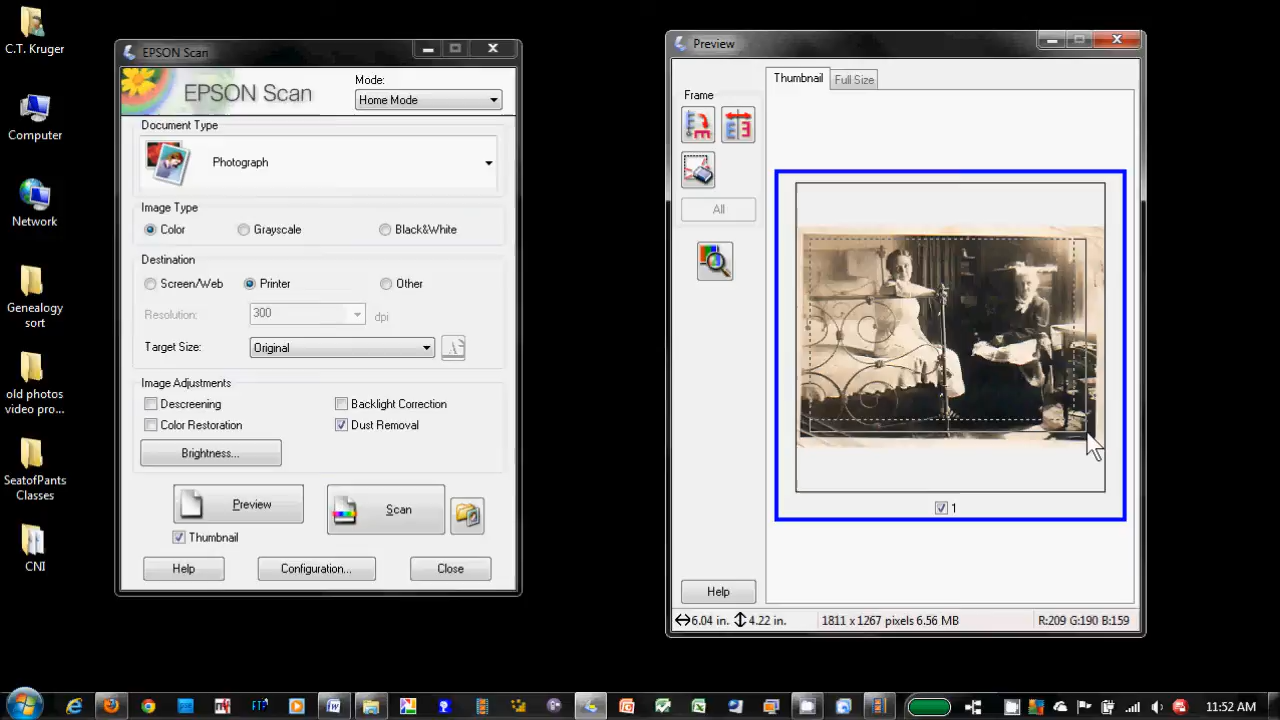 C.T. Kruger
Computer
Network
Genealogy
sort
old photos
video pro...
SeatofPants
Classes
CNI
EPSON Scan
EPSON Scan
Mode:
Home Mode
Document Type
Photograph
Image Type
Color
Grayscale
Black&White
Destination
Screen/Web
Printer
Other
Resolution:
300
dpi
Target Size:
Original
Image Adjustments
Descreening
Backlight Correction
Color Restoration
Dust Removal
Brightness...
Preview
Scan
Thumbnail
Help
Configuration...
Close
Preview
Thumbnail
Full Size
Frame
All
1
Help
6.04 in.
4.22 in.
1811 x 1267 pixels 6.56 MB
R:209 G:190 B:159
11:52 AM